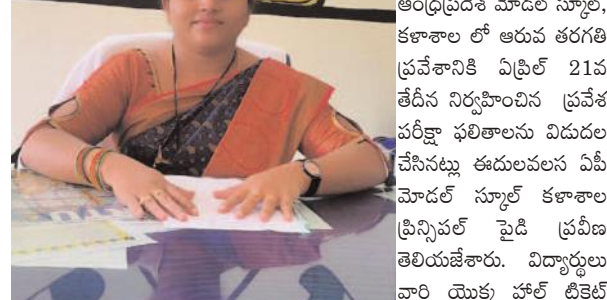 ఆంధ్రప్రదేశ్ మోడల్ స్కూల్,
కళాశాల లో ఆరువ తరగతి
ప్రవేశానికి ఏప్రిల్ 21వ
తేదీన నిర్వహించిన ప్రవేశ
పరీక్షా ఫలితాలను విడుదల
చేసినట్లు ఈదులవలస ఏపీ
మోడల్ స్కూల్ కళాశాల
ప్రిన్సిపల్ పైడి ప్రవీణ
తెలియజేశారు. విద్యార్థులు
వారి యొక్క హాల్ టికెట్